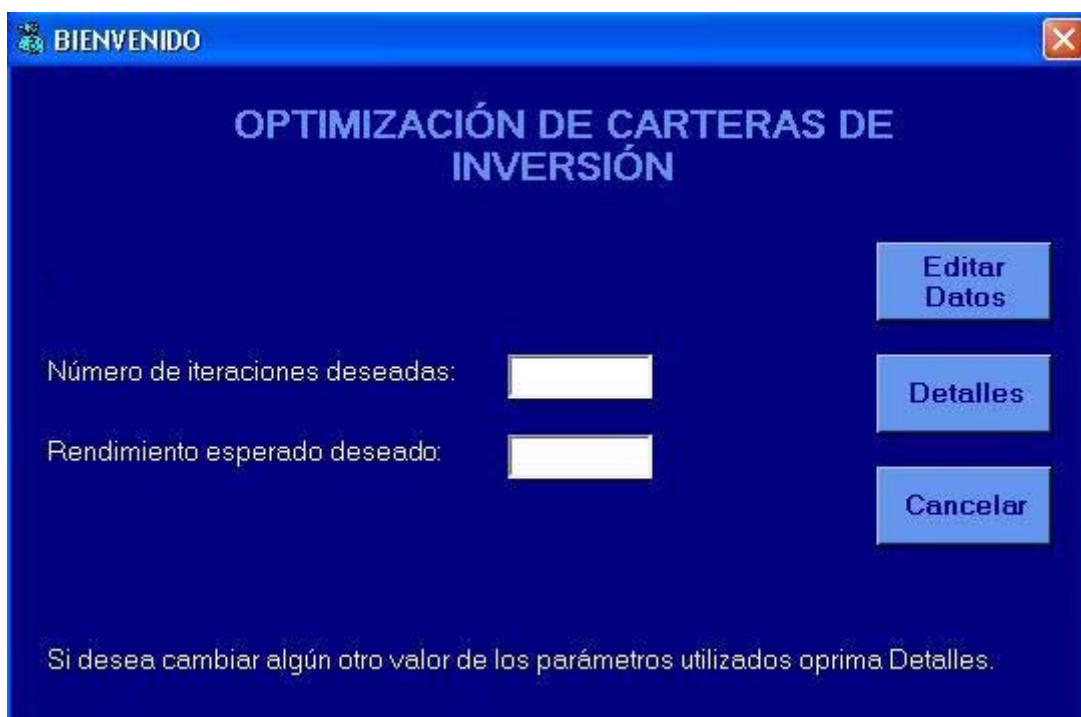 BIENVENIDO
OPTIMIZACIÓN DE CARTERAS DE
INVERSIÓN
Editar
Datos
Número de iteraciones deseadas:
Detalles
Rendimiento esperado deseado:
Cancelar
Si desea cambiar algún otro valor de los parámetros utilizados oprima Detalles.